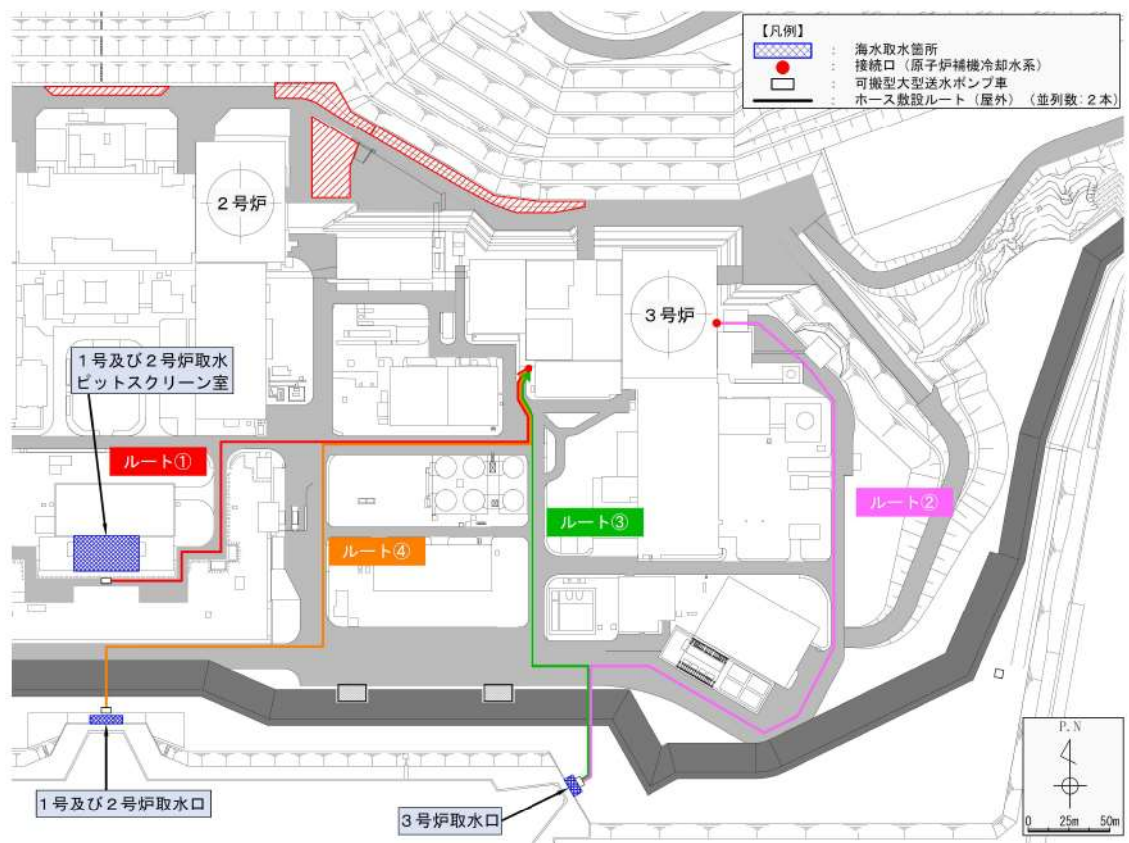 【凡例】
： 海水取水箇所
： 接続口（原子炉補機冷却水系）
： 可搬型大型送水ポンプ車
： ホース敷設ルート（屋外）（並列数：２本）
２号炉
３号炉
１号及び２号炉取水
ピットスクリーン室
ルート①
ルート②
ルート③
ルート④
１号及び２号炉取水口
３号炉取水口
P.N
0 25m 50m